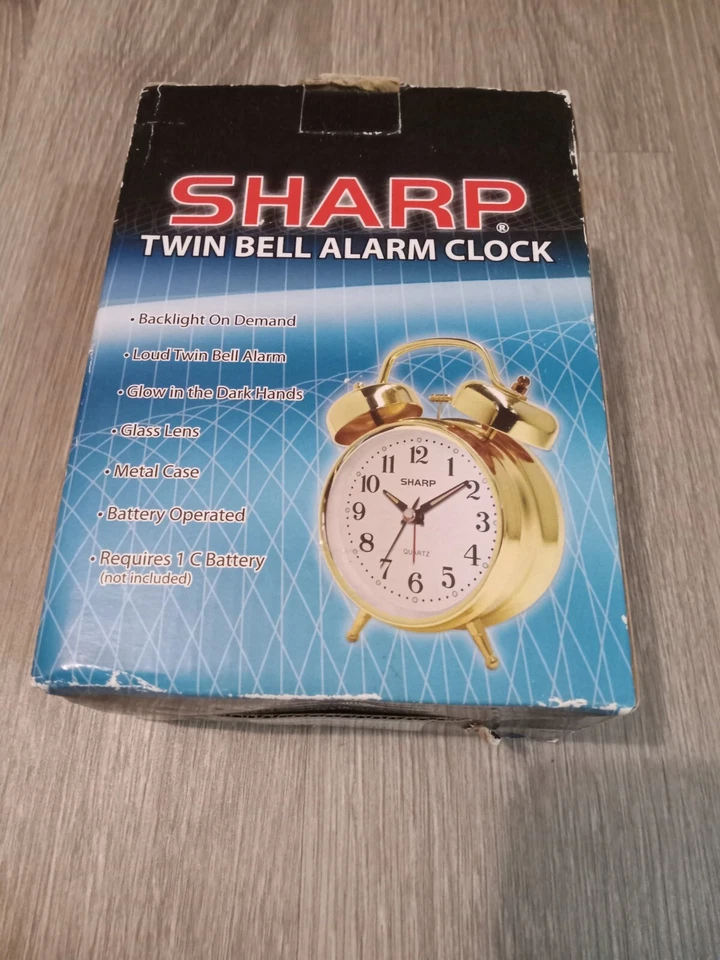 SHARP®
TWIN BELL ALARM CLOCK
• Backlight On Demand
• Loud Twin Bell Alarm
• Glow in the Dark Hands
• Glass Lens
• Metal Case
• Battery Operated
• Requires 1 C Battery
(not included)
12
11 1
10 2
9 3
8 4
7 5
6
SHARP
QUARTZ